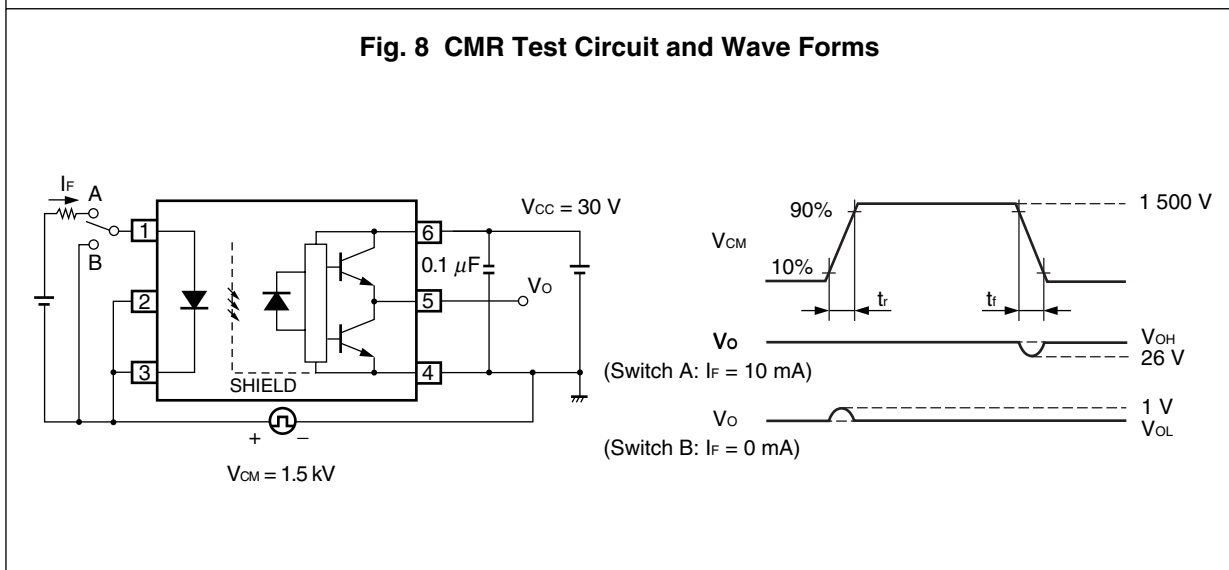 Fig. 8 CMR Test Circuit and Wave Forms
IF
A
B
1
2
3
SHIELD
6
5
4
VCC = 30 V
0.1 μF
VO
+
−
VCM = 1.5 kV
90%
VCM
10%
1 500 V
tr
tf
VO
(Switch A: IF = 10 mA)
VOH
26 V
VO
(Switch B: IF = 0 mA)
1 V
VOL